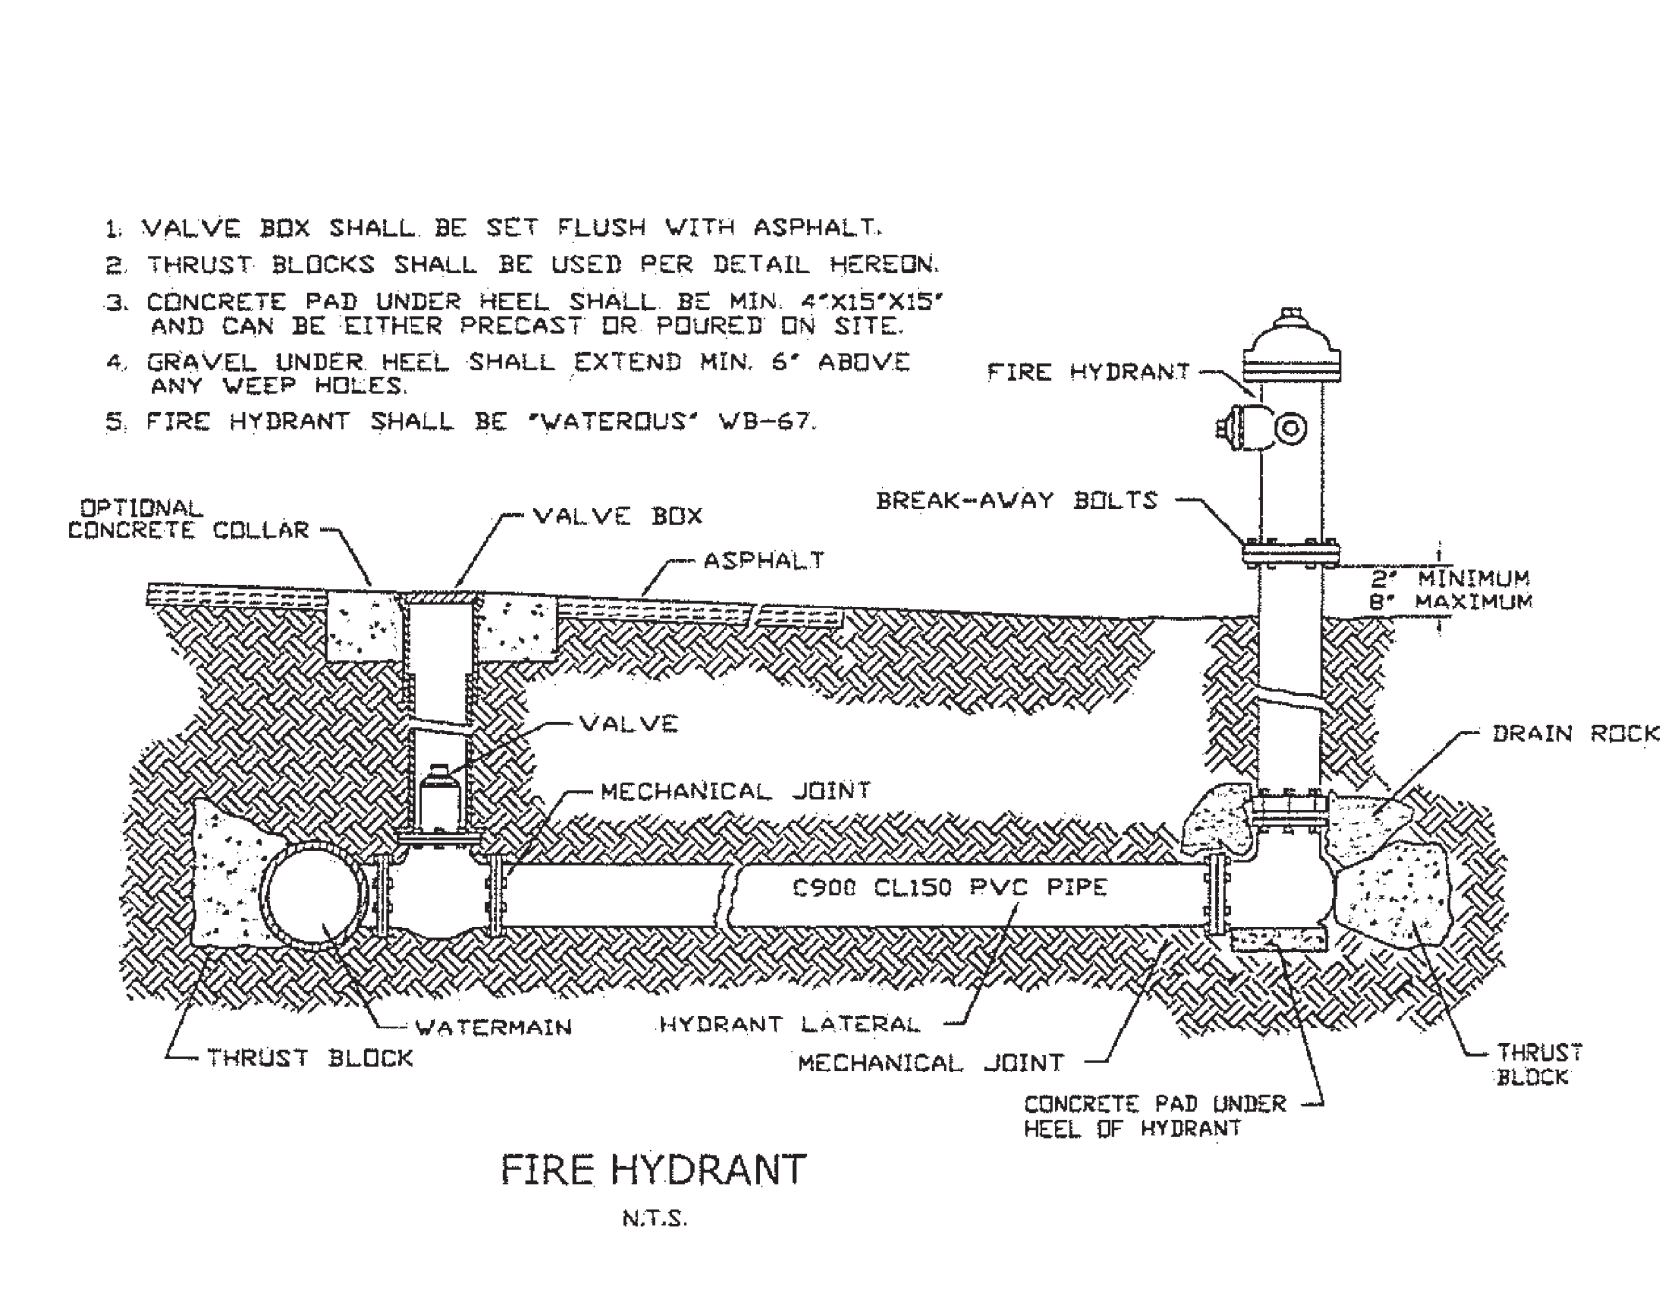 1. VALVE BOX SHALL BE SET FLUSH WITH ASPHALT.
2. THRUST BLOCKS SHALL BE USED PER DETAIL HEREON.
3. CONCRETE PAD UNDER HEEL SHALL BE MIN. 4"X15"X15"
AND CAN BE EITHER PRECAST OR POURED ON SITE.
4. GRAVEL UNDER HEEL SHALL EXTEND MIN. 6" ABOVE
ANY WEEP HOLES.
5. FIRE HYDRANT SHALL BE "WATEROUS" WB-67.
FIRE HYDRANT
OPTIONAL
CONCRETE COLLAR
VALVE BOX
BREAK-AWAY BOLTS
ASPHALT
2" MINIMUM
8" MAXIMUM
VALVE
DRAIN ROCK
MECHANICAL JOINT
C900 CL150 PVC PIPE
WATERMAIN
HYDRANT LATERAL
THRUST BLOCK
MECHANICAL JOINT
THRUST
BLOCK
CONCRETE PAD UNDER
HEEL OF HYDRANT
FIRE HYDRANT
N.T.S.